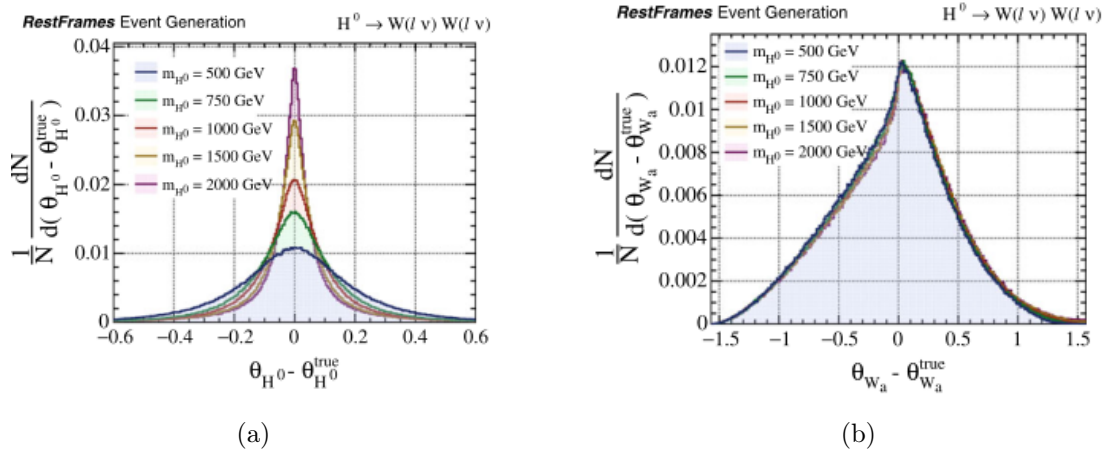 RestFrames Event Generation
H⁰ → W(l ν) W(l ν)
1/N dN / d( θ_H⁰ - θ_H⁰^true )
0.04
0.03
0.02
0.01
0
m_H⁰ = 500 GeV
m_H⁰ = 750 GeV
m_H⁰ = 1000 GeV
m_H⁰ = 1500 GeV
m_H⁰ = 2000 GeV
−0.6 −0.4 −0.2 0 0.2 0.4 0.6
θ_H⁰ - θ_H⁰^true
(a)
RestFrames Event Generation
H⁰ → W(l ν) W(l ν)
1/N dN / d( θ_Wa - θ_Wa^true )
0.012
0.01
0.008
0.006
0.004
0.002
0
m_H⁰ = 500 GeV
m_H⁰ = 750 GeV
m_H⁰ = 1000 GeV
m_H⁰ = 1500 GeV
m_H⁰ = 2000 GeV
−1.5 −1 −0.5 0 0.5 1 1.5
θ_Wa - θ_Wa^true
(b)